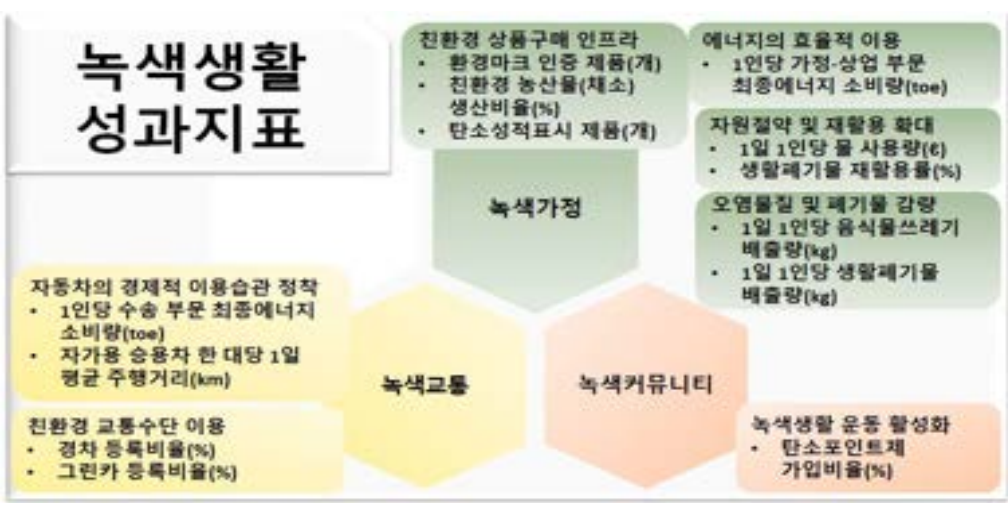 녹색생활
성과지표
친환경 상품구매 인프라
• 환경마크 인증 제품(개)
• 친환경 농산물(채소)
생산비율(%)
• 탄소성적표시 제품(개)
에너지의 효율적 이용
• 1인당 가정·상업 부문
최종에너지 소비량(toe)
자원절약 및 재활용 확대
• 1일 1인당 물 사용량(ℓ)
• 생활폐기물 재활용률(%)
오염물질 및 폐기물 감량
• 1일 1인당 음식물쓰레기
배출량(kg)
• 1일 1인당 생활폐기물
배출량(kg)
녹색가정
자동차의 경제적 이용습관 정착
• 1인당 수송 부문 최종에너지
소비량(toe)
• 자가용 승용차 한 대당 1일
평균 주행거리(km)
친환경 교통수단 이용
• 경차 등록비율(%)
• 그린카 등록비율(%)
녹색교통
녹색커뮤니티
녹색생활 운동 활성화
• 탄소포인트제
가입비율(%)